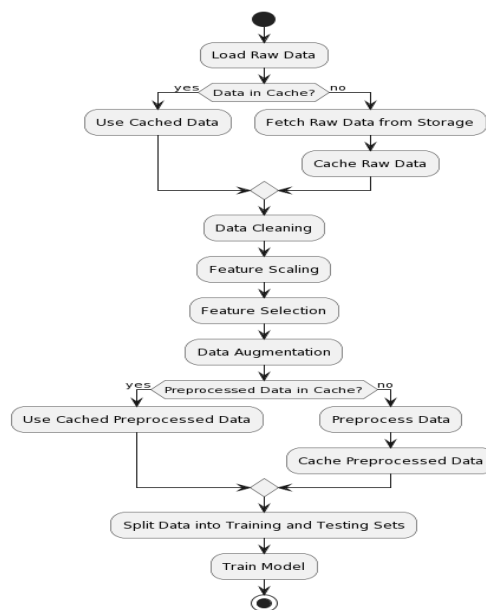 Load Raw Data
yes
Data in Cache?
no
Use Cached Data
Fetch Raw Data from Storage
Cache Raw Data
Data Cleaning
Feature Scaling
Feature Selection
Data Augmentation
yes
Preprocessed Data in Cache?
no
Use Cached Preprocessed Data
Preprocess Data
Cache Preprocessed Data
Split Data into Training and Testing Sets
Train Model